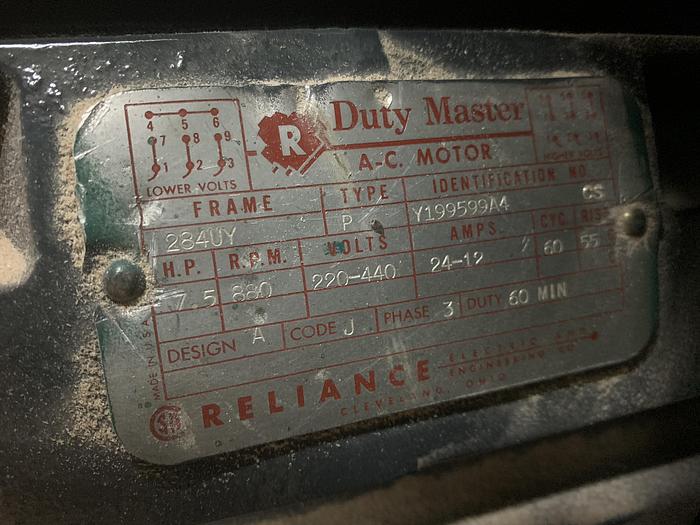 4 5 6
7 8 9
1 2 3
LOWER VOLTS
R
Duty Master
A-C. MOTOR
HIGHER VOLTS
FRAME TYPE IDENTIFICATION NO.
284UY P Y199599A4 CS
H.P. R.P.M. VOLTS AMPS. CYC. RISE
7.5 880 220-440 24-12 60 55
DESIGN A CODE J PHASE 3 DUTY 60 MIN
MADE IN U.S.A.
RELIANCE ELECTRIC AND
ENGINEERING CO.
CLEVELAND, OHIO